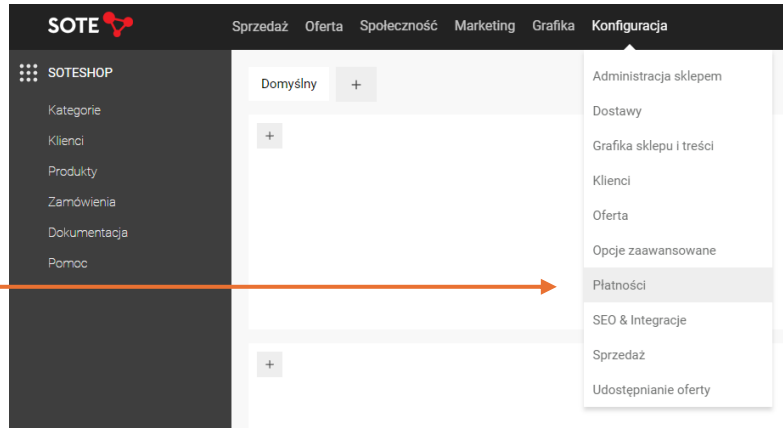 SOTE
Sprzedaż Oferta Społeczność Marketing Grafika Konfiguracja
SOTESHOP
Kategorie
Klienci
Produkty
Zamówienia
Dokumentacja
Pomoc
Domyślny +
+
+
Administracja sklepem
Dostawy
Grafika sklepu i treści
Klienci
Oferta
Opcje zaawansowane
Płatności
SEO & Integracje
Sprzedaż
Udostępnianie oferty